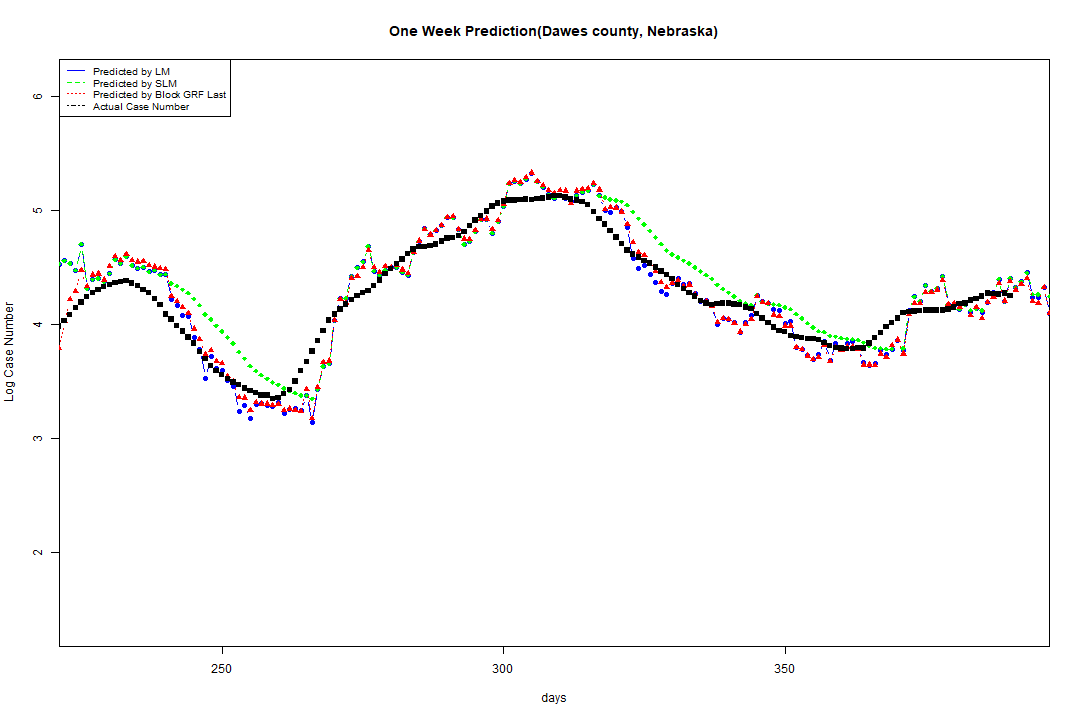 One Week Prediction(Dawes county, Nebraska)
Predicted by LM
Predicted by SLM
Predicted by Block GRF Last
Actual Case Number
6
5
4
3
2
Log Case Number
250
300
350
days